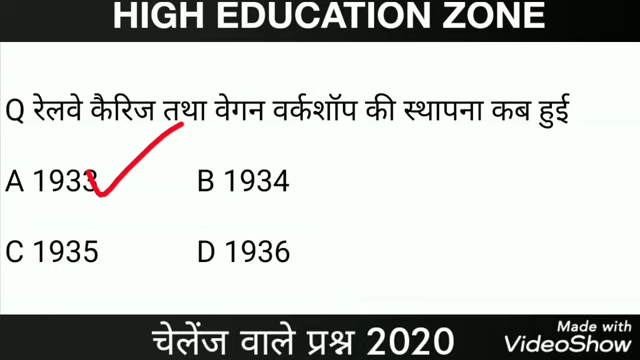 HIGH EDUCATION ZONE
Q रेलवे कैरिज तथा वेगन वर्कशॉप की स्थापना कब हुई
A 1933 B 1934
C 1935 D 1936
चेलेंज वाले प्रश्न 2020
Made with
VideoShow